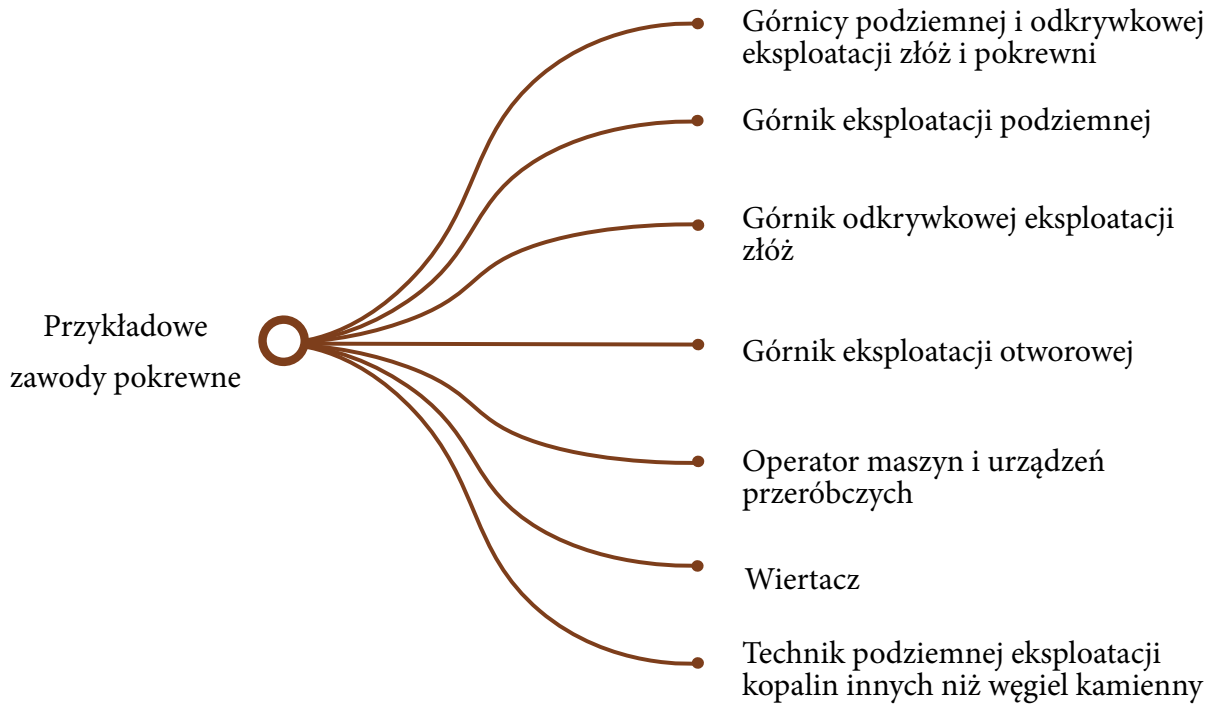 Górnicy podziemnej i odkrywkowej
eksploatacji złóż i pokrewni
Górnik eksploatacji podziemnej
Górnik odkrywkowej eksploatacji
złóż
Przykładowe
zawody pokrewne
Górnik eksploatacji otworowej
Operator maszyn i urządzeń
przeróbczych
Wiertacz
Technik podziemnej eksploatacji
kopalin innych niż węgiel kamienny